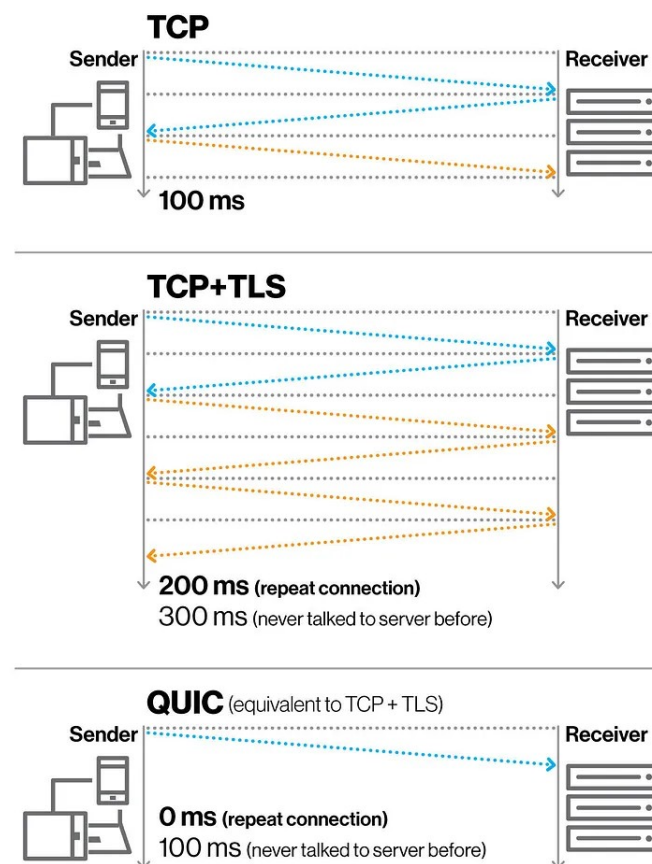 TCP
Sender
Receiver
100 ms
TCP+TLS
Sender
Receiver
200 ms (repeat connection)
300 ms (never talked to server before)
QUIC (equivalent to TCP + TLS)
Sender
Receiver
0 ms (repeat connection)
100 ms (never talked to server before)